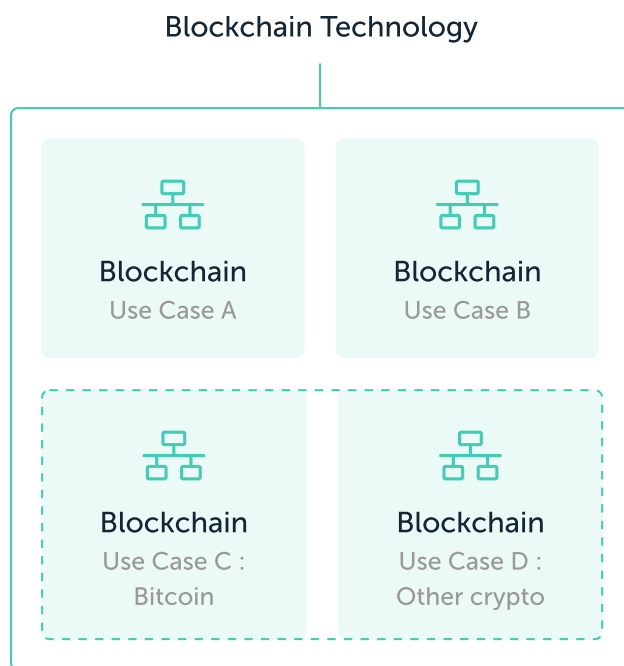 Blockchain Technology
Blockchain
Use Case A
Blockchain
Use Case B
Blockchain
Use Case C :
Bitcoin
Blockchain
Use Case D :
Other crypto